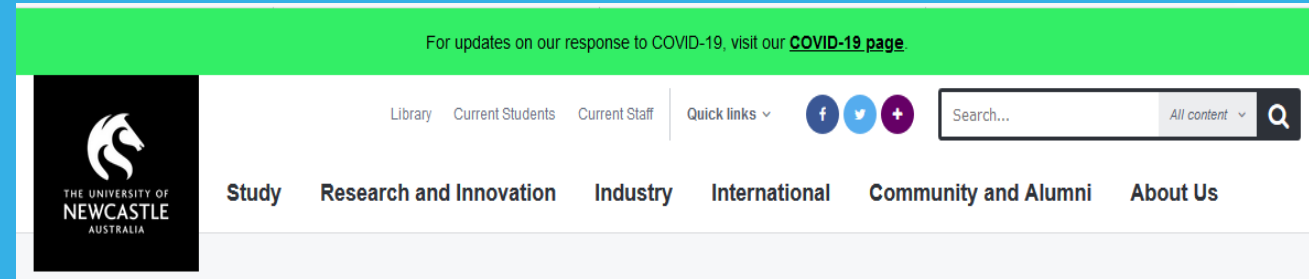 For updates on our response to COVID-19, visit our COVID-19 page.
Library Current Students Current Staff Quick links
Search... All content
THE UNIVERSITY OF
NEWCASTLE
AUSTRALIA
Study Research and Innovation Industry International Community and Alumni About Us